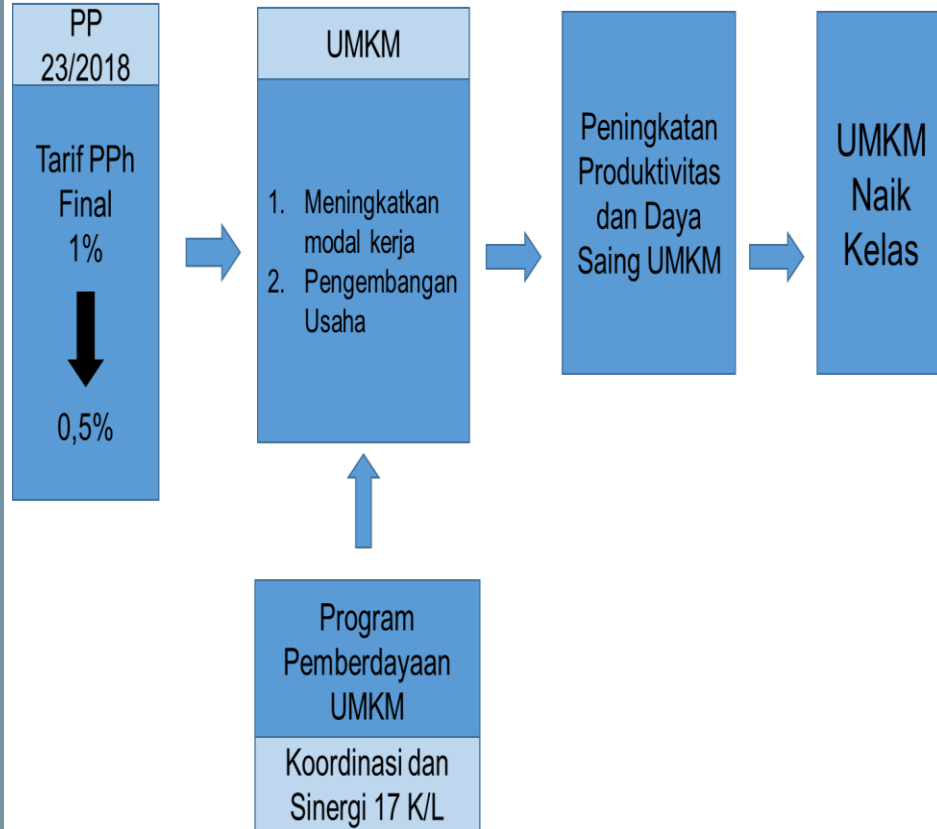 PP
23/2018
Tarif PPh
Final
1%
0,5%
UMKM
1. Meningkatkan
modal kerja
2. Pengembangan
Usaha
Peningkatan
Produktivitas
dan Daya
Saing UMKM
UMKM
Naik
Kelas
Program
Pemberdayaan
UMKM
Koordinasi dan
Sinergi 17 K/L